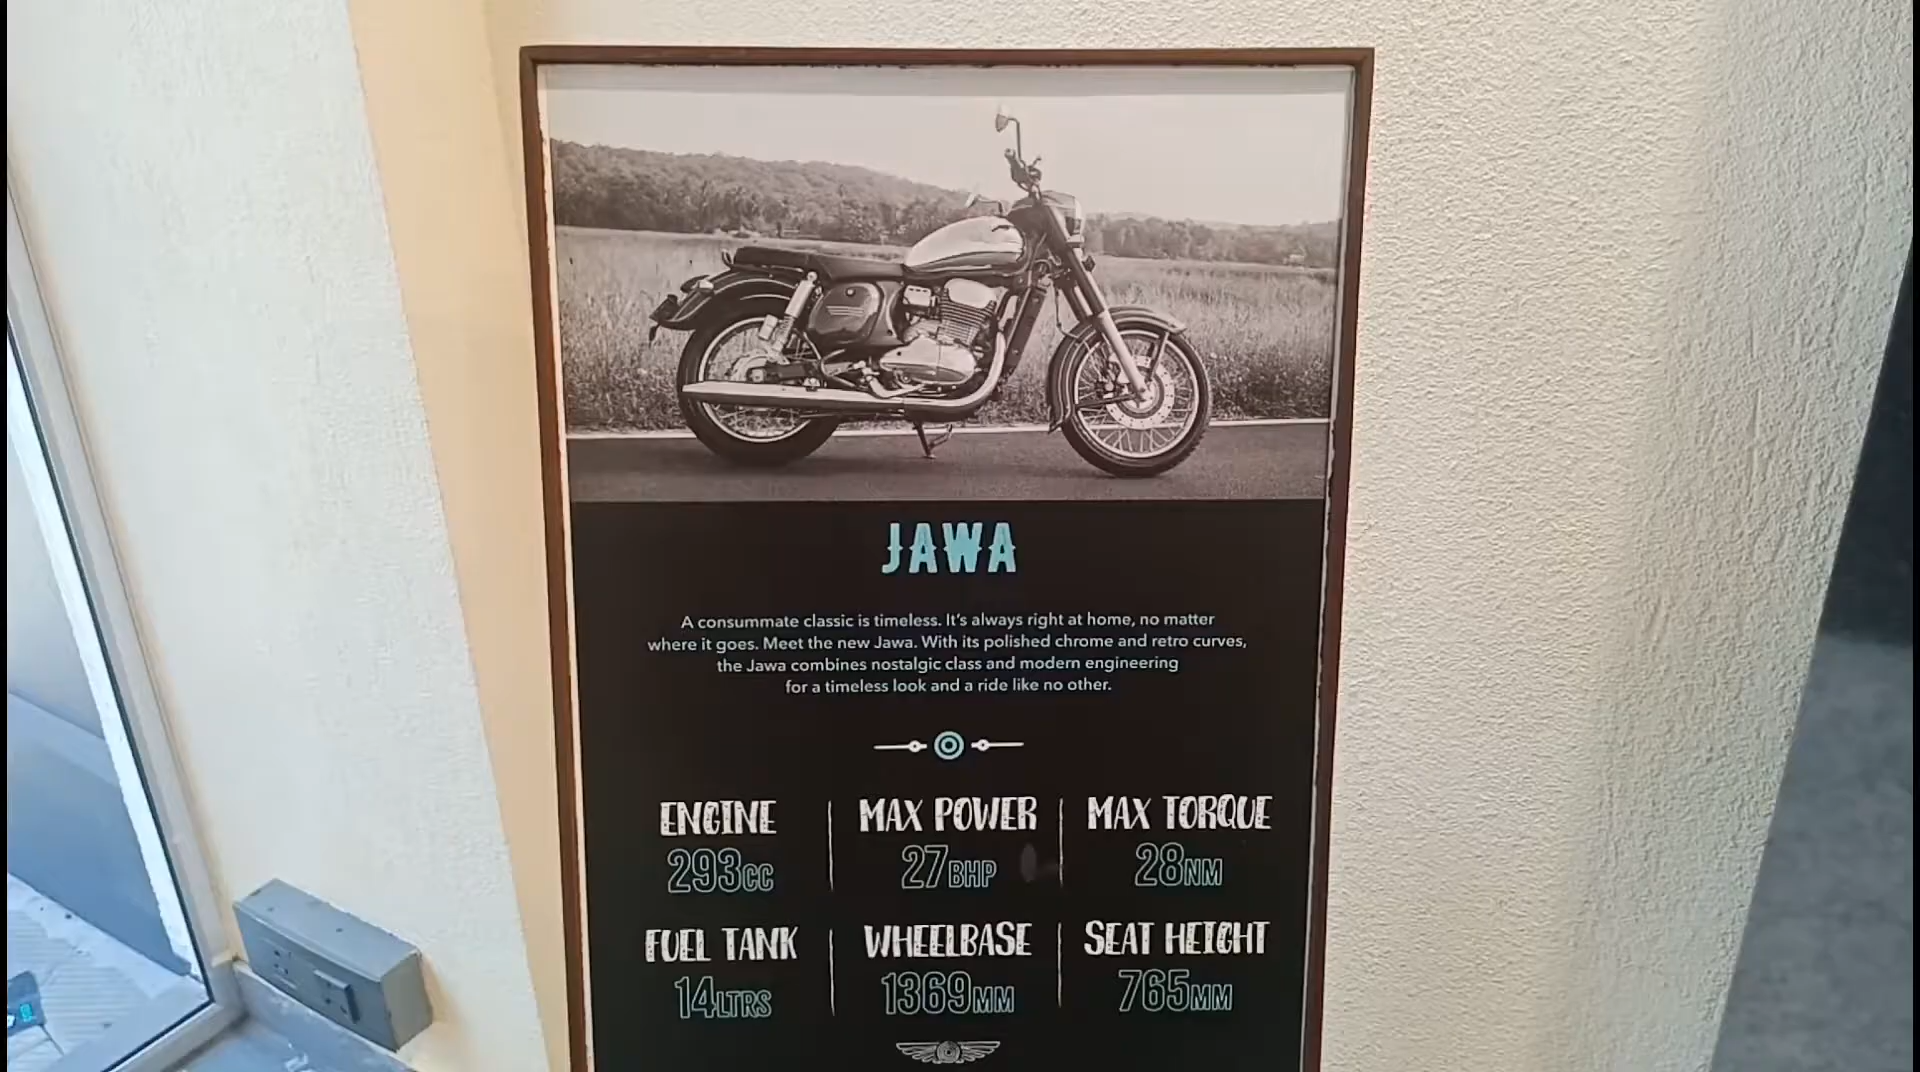 JAWA
A consummate classic is timeless. It's always right at home, no matter
where it goes. Meet the new Jawa. With its polished chrome and retro curves,
the Jawa combines nostalgic class and modern engineering
for a timeless look and a ride like no other.
ENGINE
293CC
MAX POWER
27BHP
MAX TORQUE
28NM
FUEL TANK
14LTRS
WHEELBASE
1369MM
SEAT HEIGHT
765MM